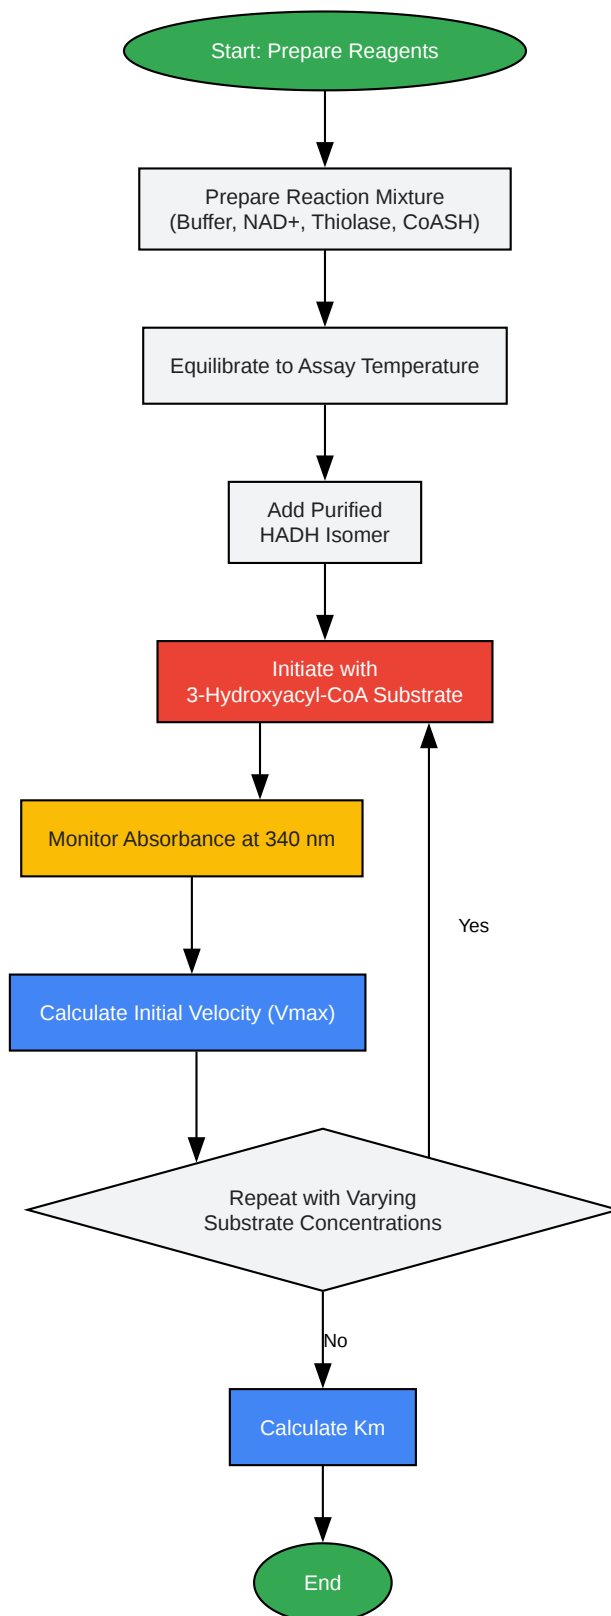 Start: Prepare Reagents
Prepare Reaction Mixture
(Buffer, NAD+, Thiolase, CoASH)
Equilibrate to Assay Temperature
Add Purified
HADH Isomer
Initiate with
3-Hydroxyacyl-CoA Substrate
Monitor Absorbance at 340 nm
Yes
Calculate Initial Velocity (Vmax)
Repeat with Varying
Substrate Concentrations
No
Calculate Km
End